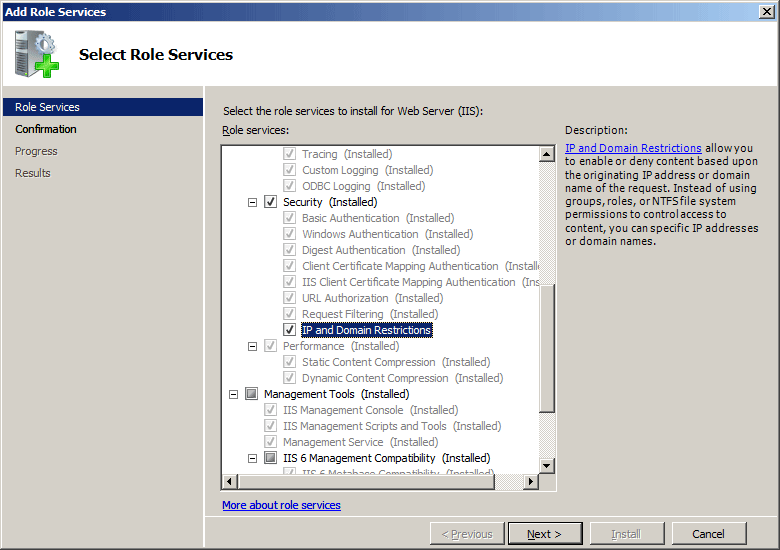 Add Role Services
Select Role Services
Role Services
Confirmation
Progress
Results
Select the role services to install for Web Server (IIS):
Role services:
Tracing (Installed)
Custom Logging (Installed)
ODBC Logging (Installed)
Security (Installed)
Basic Authentication (Installed)
Windows Authentication (Installed)
Digest Authentication (Installed)
Client Certificate Mapping Authentication (Installe
IIS Client Certificate Mapping Authentication (Ins
URL Authorization (Installed)
Request Filtering (Installed)
IP and Domain Restrictions
Performance (Installed)
Static Content Compression (Installed)
Dynamic Content Compression (Installed)
Management Tools (Installed)
IIS Management Console (Installed)
IIS Management Scripts and Tools (Installed)
Management Service (Installed)
IIS 6 Management Compatibility (Installed)
IIS 6 Metabase Compatibility (Installed)
More about role services
Description:
IP and Domain Restrictions allow you
to enable or deny content based upon
the originating IP address or domain
name of the request. Instead of using
groups, roles, or NTFS file system
permissions to control access to
content, you can specific IP addresses
or domain names.
< Previous
Next >
Install
Cancel